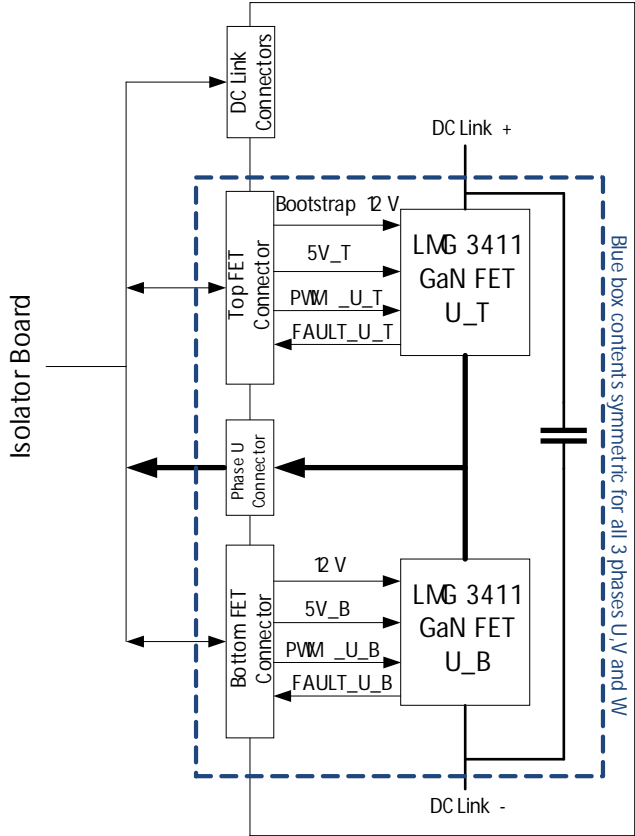 Isolator Board
DC Link
Connectors
DC Link +
Top FET
Connector
Bootstrap 12 V
5V_T
PWM _U_T
FAULT_U_T
LMG 3411
GaN FET
U_T
Phase U
Connector
Bottom FET
Connector
12 V
5V_B
PWM _U_B
FAULT_U_B
LMG 3411
GaN FET
U_B
DC Link -
Blue box contents symmetric for all 3 phases U,V and W